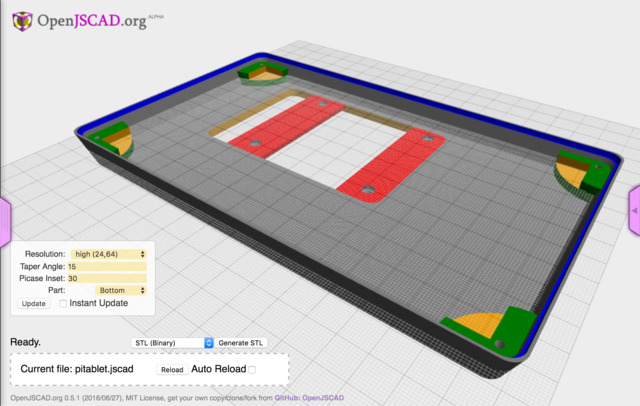 OpenJSCAD.org ALPHA
Resolution: high (24,64)
Taper Angle: 15
Picase Inset: 30
Part: Bottom
Update Instant Update
Ready. STL (Binary) Generate STL
Current file: pitablet.jscad Reload Auto Reload
OpenJSCAD.org 0.5.1 (2016/06/27), MIT License, get your own copy/clone/fork from GitHub: OpenJSCAD